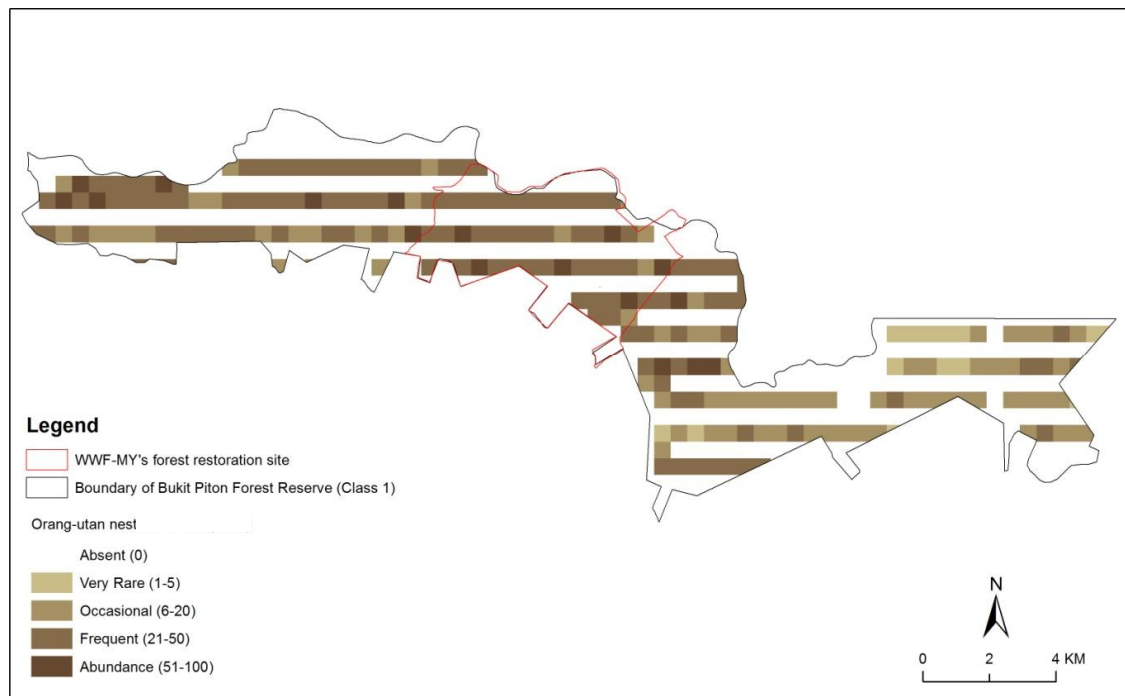 Legend
WWF-MY's forest restoration site
Boundary of Bukit Piton Forest Reserve (Class 1)
Orang-utan nest
Absent (0)
Very Rare (1-5)
Occasional (6-20)
Frequent (21-50)
Abundance (51-100)
N
0 2 4 KM